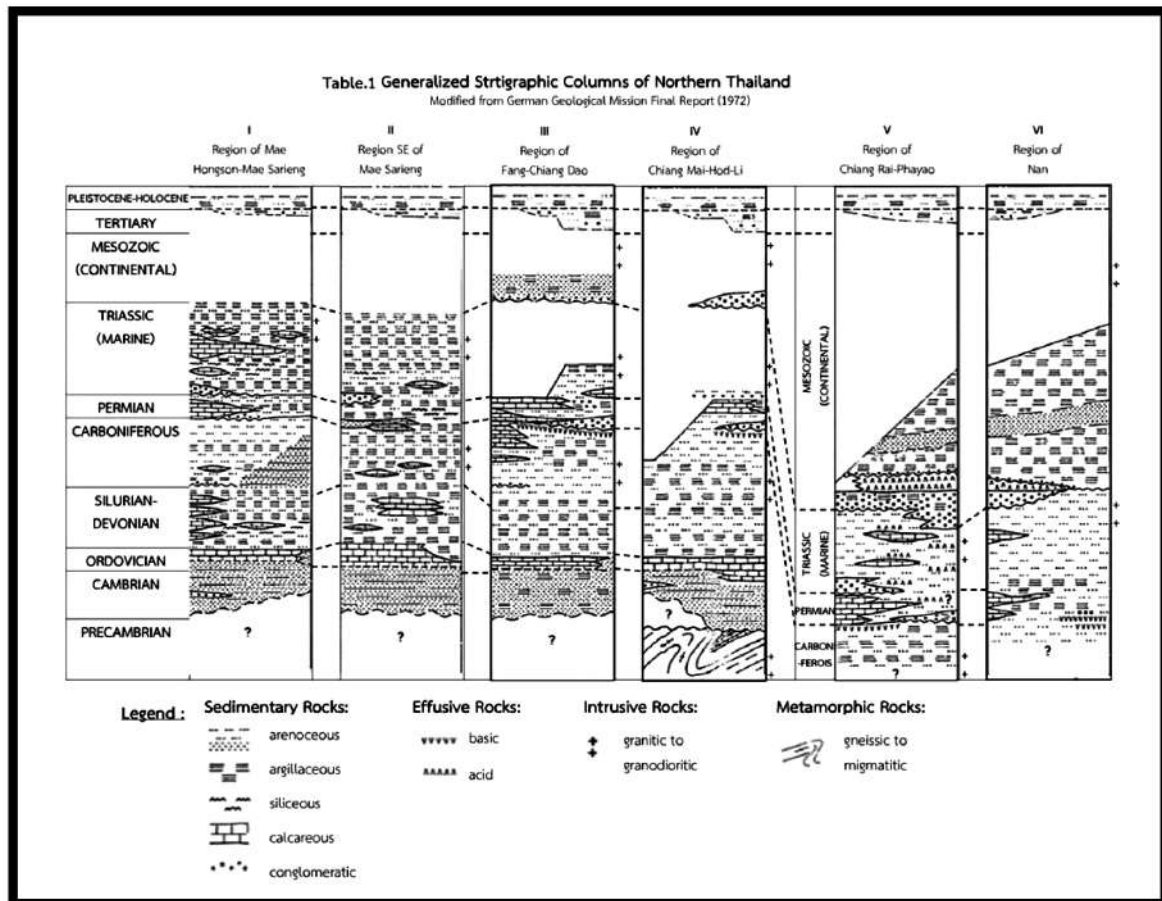 Table.1 Generalized Strtigraphic Columns of Northern Thailand
Modified from German Geological Mission Final Report (1972)
I
Region of Mae
Hongson-Mae Sarieng
II
Region SE of
Mae Sarieng
III
Region of
Fang-Chiang Dao
IV
Region of
Chiang Mai-Hod-Li
V
Region of
Chiang Rai-Phayao
VI
Region of
Nan
PLEISTOCENE-HOLOCENE
TERTIARY
MESOZOIC
(CONTINENTAL)
TRIASSIC
(MARINE)
PERMIAN
CARBONIFEROUS
SILURIAN-
DEVONIAN
ORDOVICIAN
CAMBRIAN
PRECAMBRIAN
?
?
?
?
MESOZOIC
(CONTINENTAL)
TRIASSIC
(MARINE)
PERMIAN
CARBON
-FEROIS
?
?
?
Legend :
Sedimentary Rocks:
arenoceous
argillaceous
siliceous
calcareous
conglomeratic
Effusive Rocks:
basic
acid
Intrusive Rocks:
granitic to
granodioritic
Metamorphic Rocks:
gneissic to
migmatitic